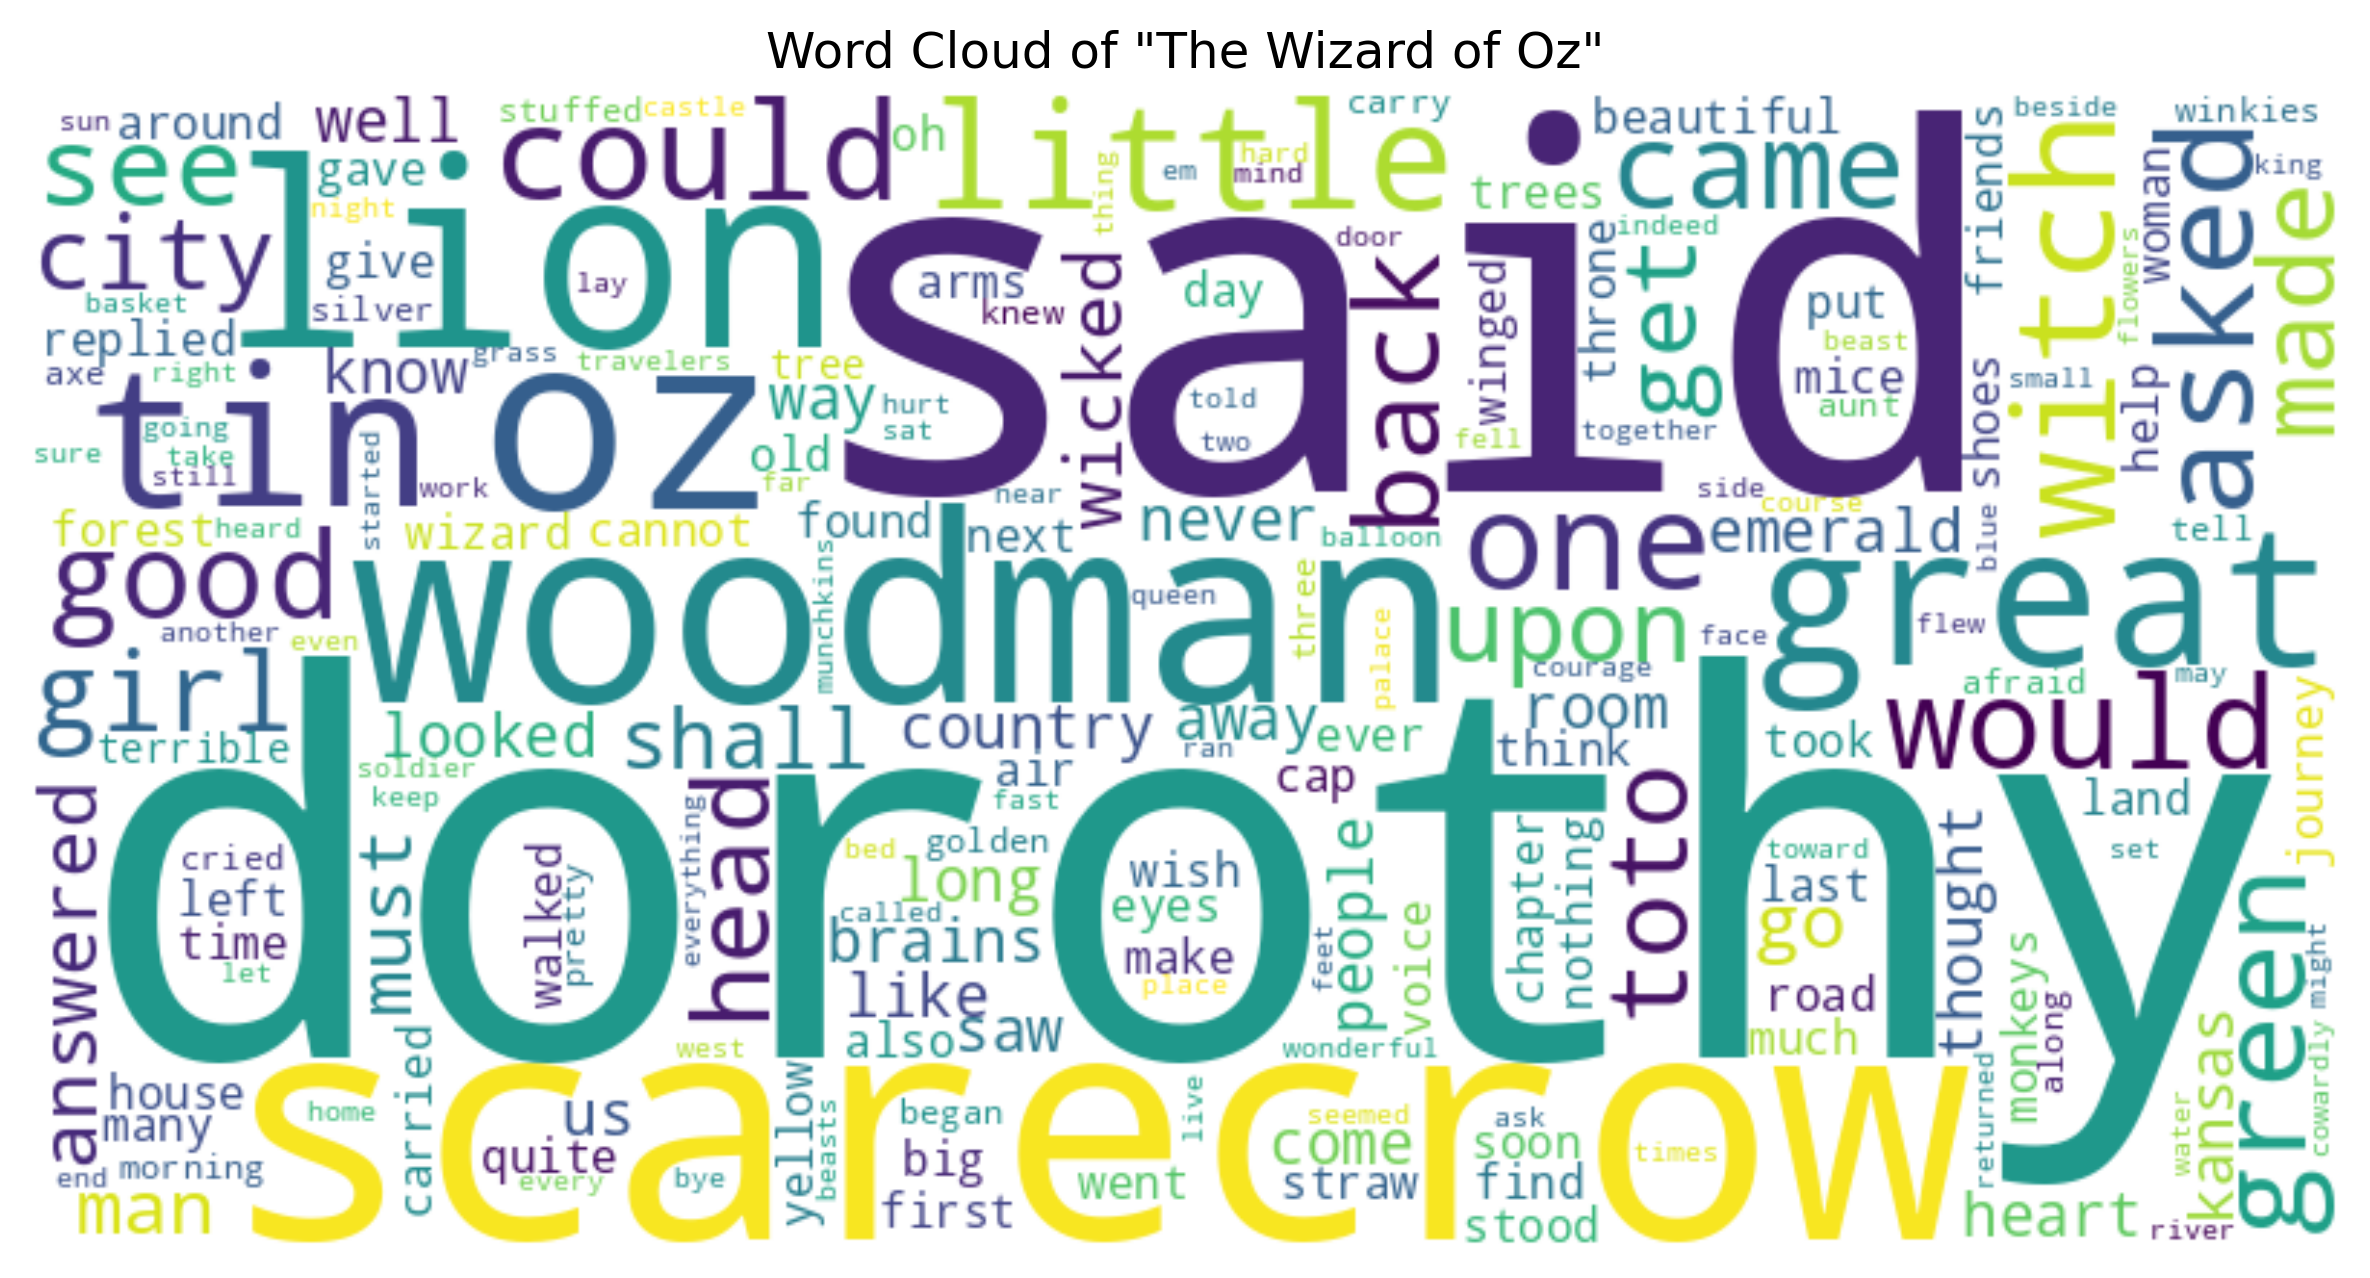 Word Cloud of "The Wizard of Oz"
sun
around
well
stuffed
castle
could
oh
little
carry
beautiful
beside
winkies
see
gave
thing
em
hard
mind
trees
came
friends
witch
woman
asked
king
night
lion
said
city
give
lay
arms
knew
day
door
indeed
get
throne
winged
back
wicked
put
beast
mice
aunt
flowers
made
basket
silver
replied
know
grass
travelers
tree
way
hurt
sat
told
two
small
shoes
help
axe
right
tin
oz
going
take
still
sure
started
work
old
far
near
fell
together
side
course
forest
heard
wizard
cannot
found
next
never
balloon
one
emerald
blue
tell
good
woodman
great
another
even
munchkins
queen
three
palace
upon
face
flew
girl
terrible
looked
shall
country
away
ran
ever
courage
room
think
afraid
may
took
would
journey
soldier
keep
air
fast
cap
land
dorothy
answered
cried
left
time
let
must
walked
pretty
everything
head
bed
golden
long
called
brains
like
also
saw
wish
eyes
make
place
feet
people
voice
chapter
nothing
toto
toward
last
go
road
much
thought
set
monkeys
along
green
might
west
wonderful
house
many
end
morning
man
home
carried
scarecrow
us
quite
every
bye
yellow
beasts
began
big
first
live
went
seemed
come
straw
ask
soon
find
stood
times
returned
heart
water
kansas
river
cowardly